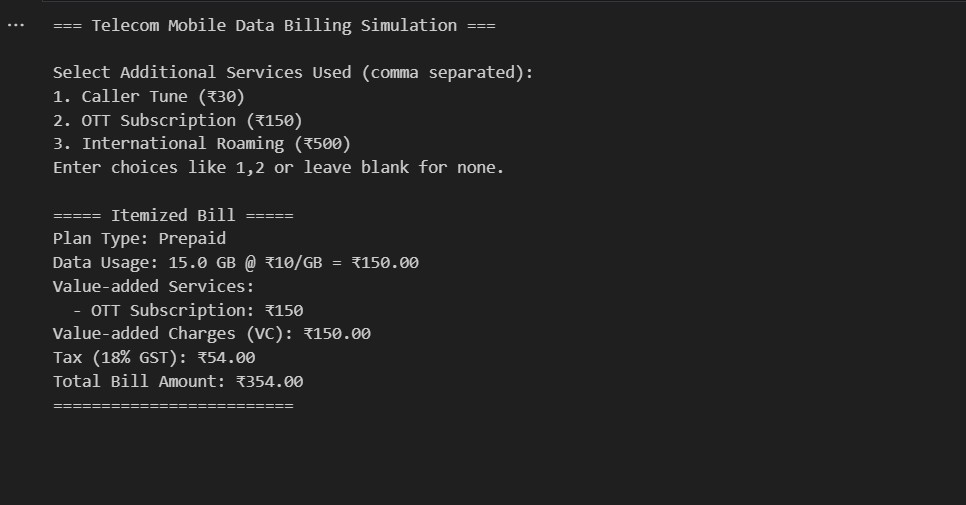 === Telecom Mobile Data Billing Simulation ===
Select Additional Services Used (comma separated):
1. Caller Tune (₹30)
2. OTT Subscription (₹150)
3. International Roaming (₹500)
Enter choices like 1,2 or leave blank for none.
===== Itemized Bill =====
Plan Type: Prepaid
Data Usage: 15.0 GB @ ₹10/GB = ₹150.00
Value-added Services:
  - OTT Subscription: ₹150
Value-added Charges (VC): ₹150.00
Tax (18% GST): ₹54.00
Total Bill Amount: ₹354.00
=========================